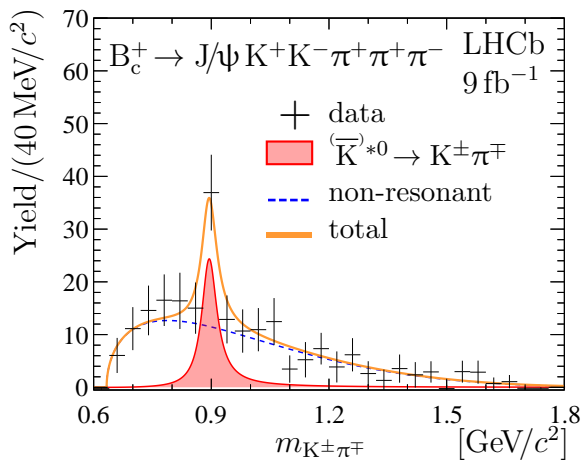 B_c^+ → J/ψ K^+ K^- π^+ π^+ π^-
LHCb
9 fb^{-1}
data
(K̅)^{*0} → K^± π^∓
non-resonant
total
Yield/(40 MeV/c^2)
70
60
50
40
30
20
10
0
0.6 0.9 1.2 1.5 1.8
m_{K^±π^∓} [GeV/c^2]